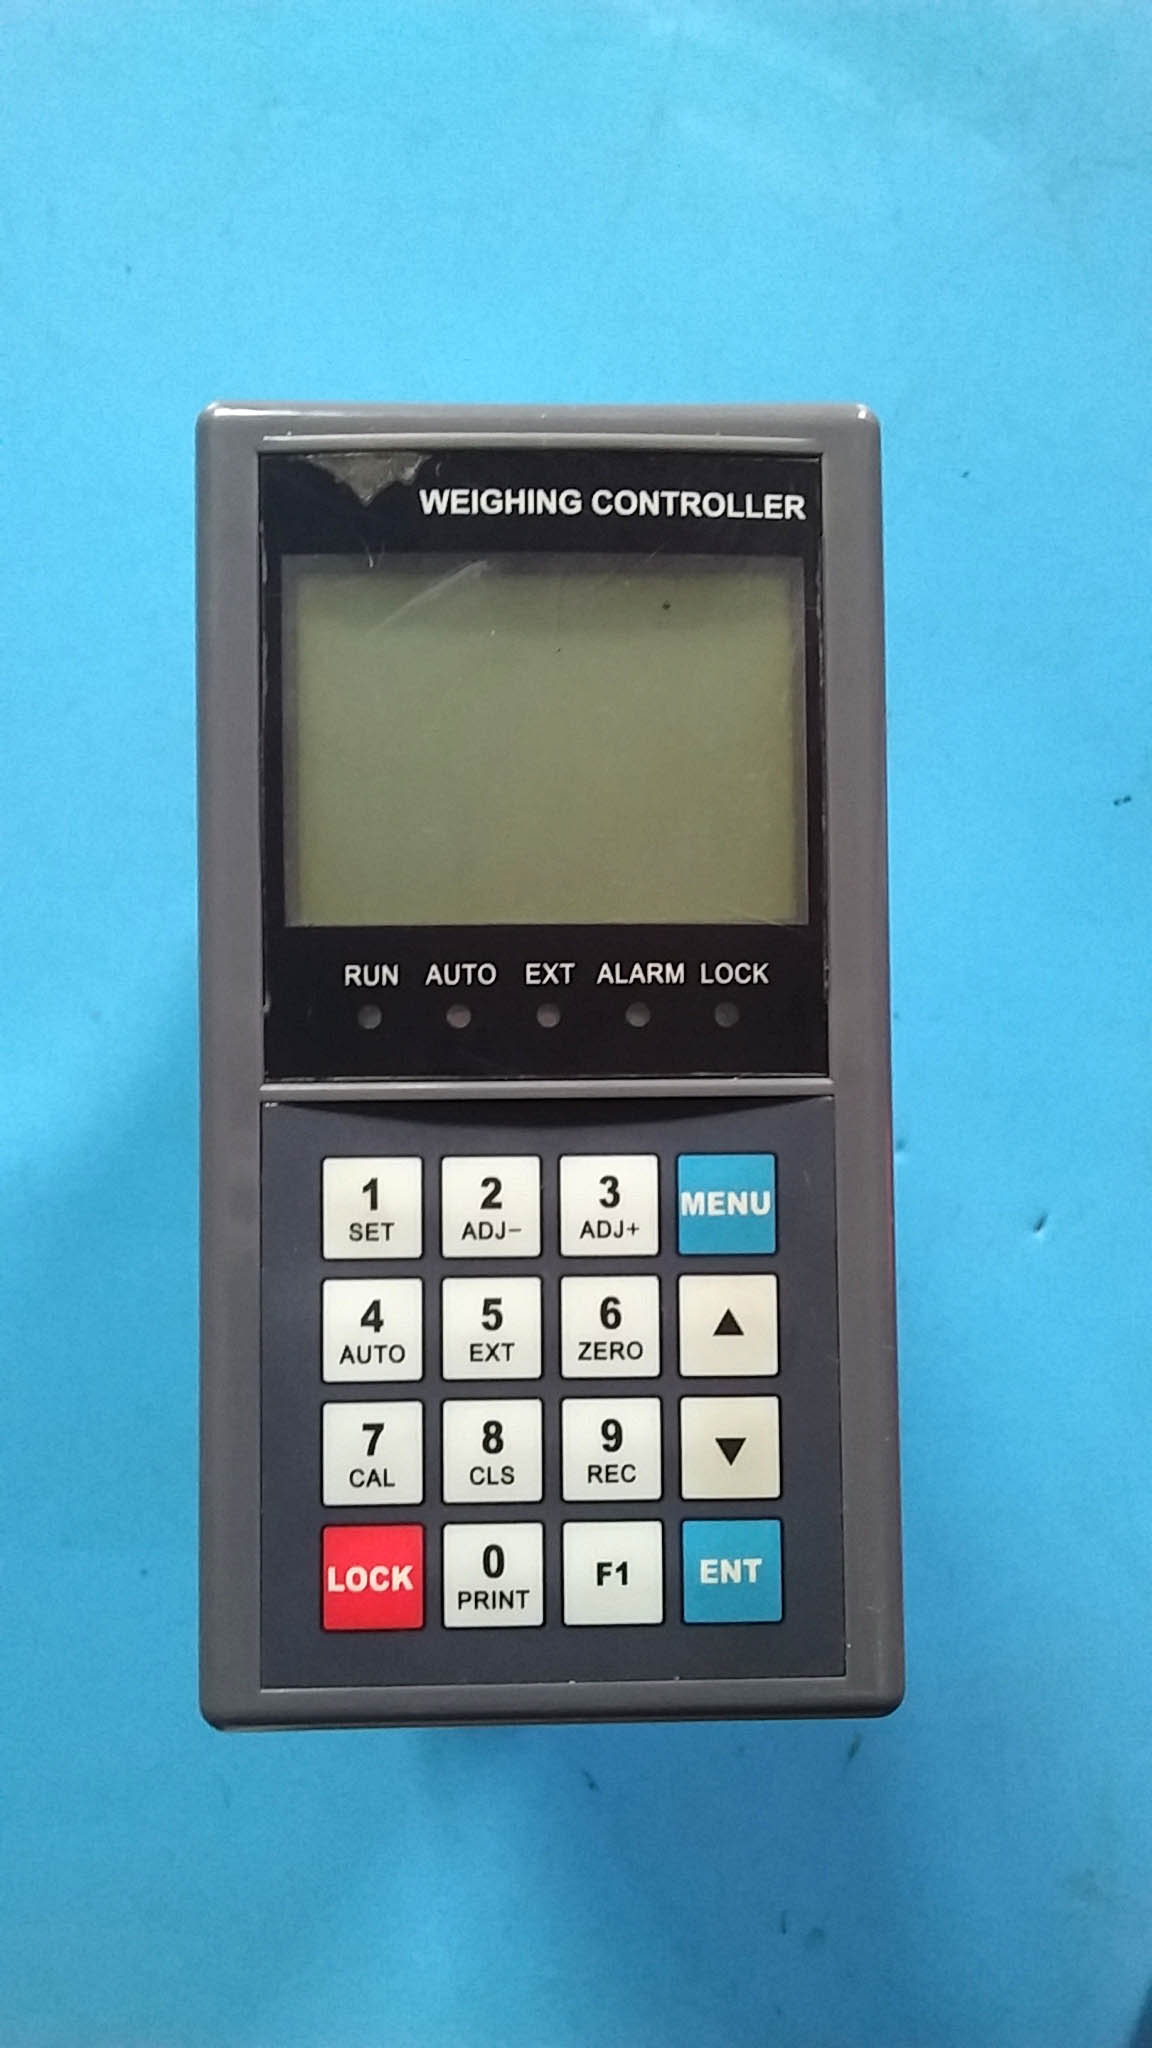 WEIGHING CONTROLLER
RUN AUTO EXT ALARM LOCK
1 2 3 MENU
SET ADJ− ADJ+
4 5 6 ▲
AUTO EXT ZERO
7 8 9 ▼
CAL CLS REC
LOCK 0 F1 ENT
PRINT